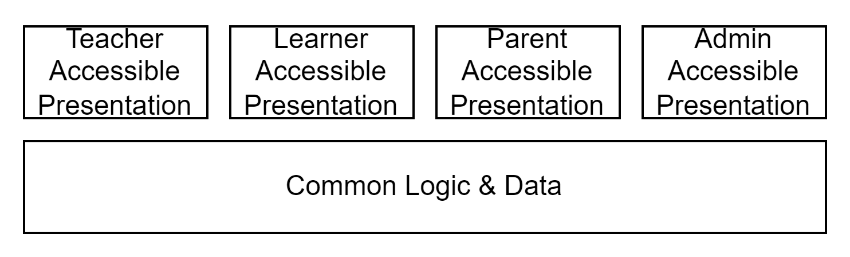 Teacher
Accessible
Presentation
Learner
Accessible
Presentation
Parent
Accessible
Presentation
Admin
Accessible
Presentation
Common Logic & Data